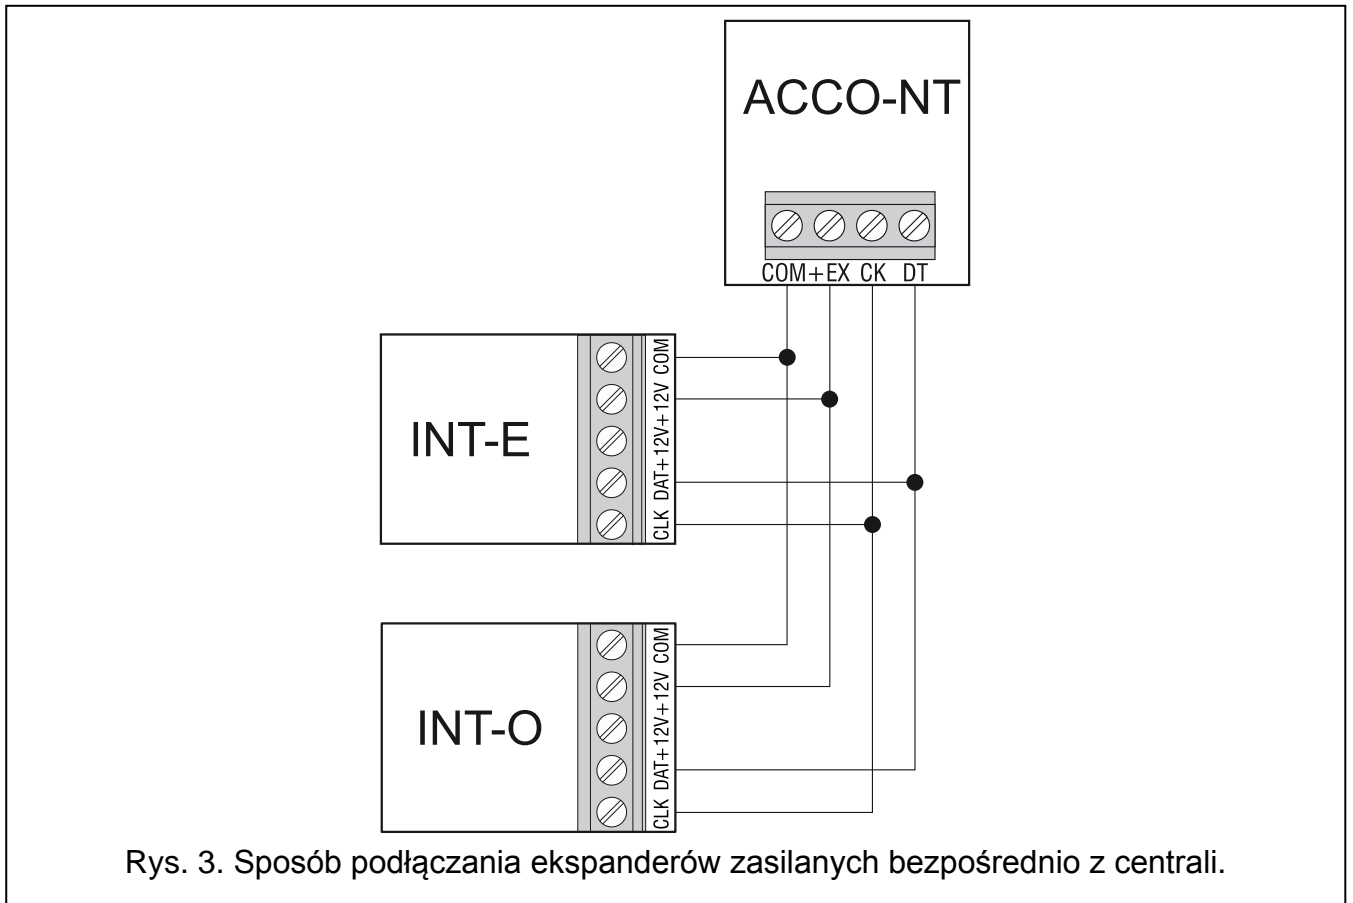 ACCO-NT
COM +EX CK DT
INT-E
CLK DAT +12V +12V COM
INT-O
CLK DAT +12V +12V COM
Rys. 3. Sposób podłączania ekspanderów zasilanych bezpośrednio z centrali.